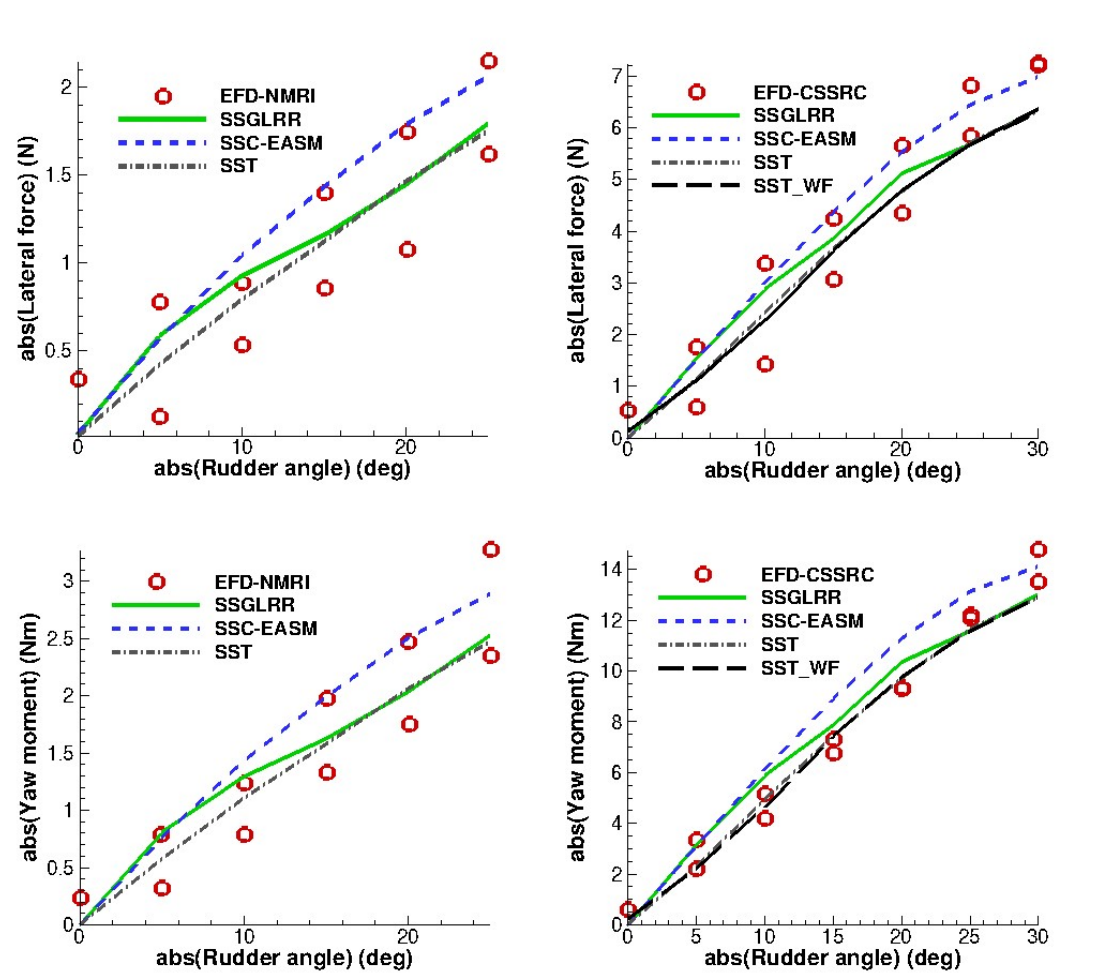 abs(Lateral force) (N)
2
1.5
1
0.5
0
10
20
abs(Rudder angle) (deg)
EFD-NMRI
SSGLRR
SSC-EASM
SST
abs(Lateral force) (N)
7
6
5
4
3
2
1
0
0
10
20
30
abs(Rudder angle) (deg)
EFD-CSSRC
SSGLRR
SSC-EASM
SST
SST_WF
abs(Yaw moment) (Nm)
3
2.5
2
1.5
1
0.5
0
0
10
20
abs(Rudder angle) (deg)
EFD-NMRI
SSGLRR
SSC-EASM
SST
abs(Yaw moment) (Nm)
14
12
10
8
6
4
2
0
0
5
10
15
20
25
30
abs(Rudder angle) (deg)
EFD-CSSRC
SSGLRR
SSC-EASM
SST
SST_WF